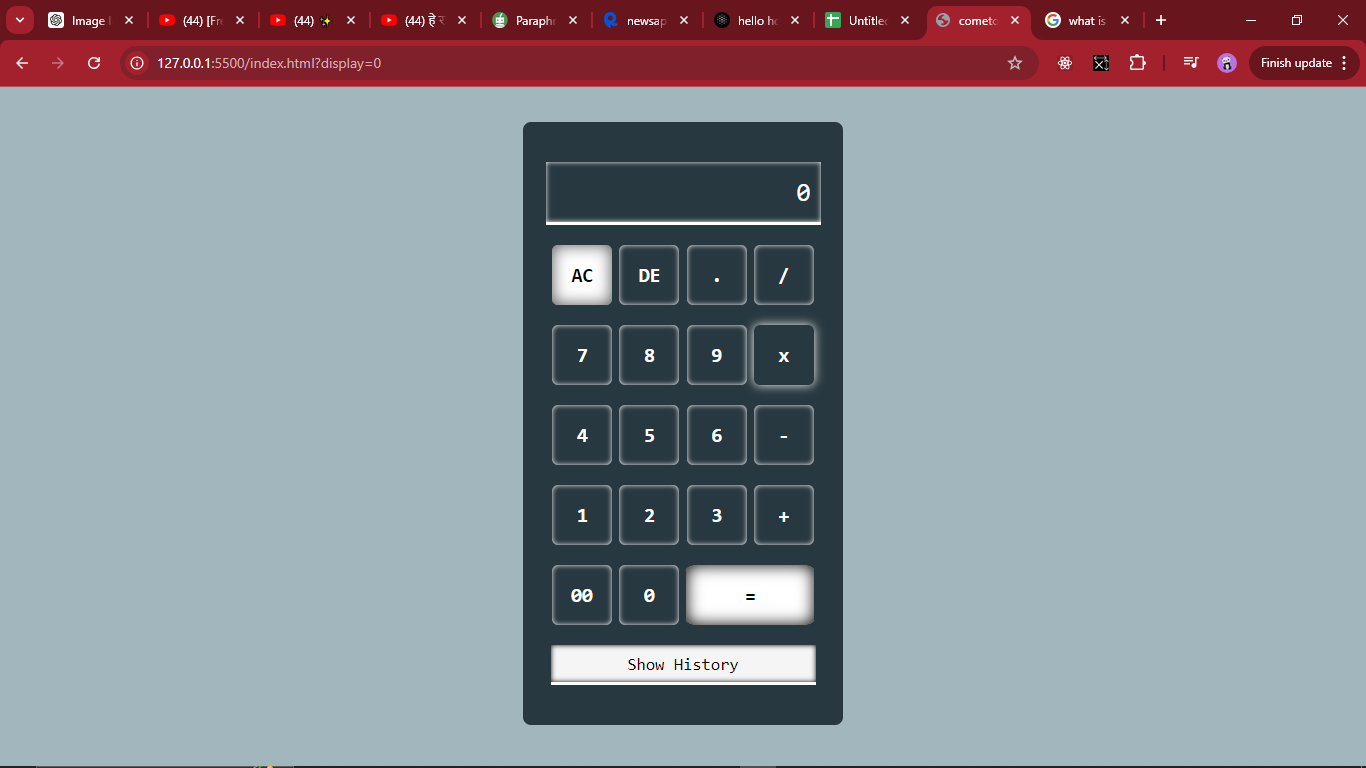 Image
(44) [Fr
(44) ✨
(44) हे
Paraphr
newsap
hello ho
Untitled
cometo
what is
127.0.0.1:5500/index.html?display=0
Finish update
0
AC DE . /
7 8 9 x
4 5 6 -
1 2 3 +
00 0 =
Show History